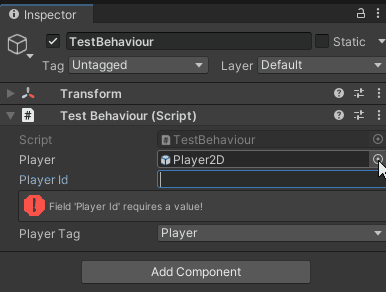 Inspector
TestBehaviour Static
Tag Untagged Layer Default
Transform
# Test Behaviour (Script)
Script # TestBehaviour
Player Player2D
Player Id
! Field 'Player Id' requires a value!
Player Tag Player
Add Component